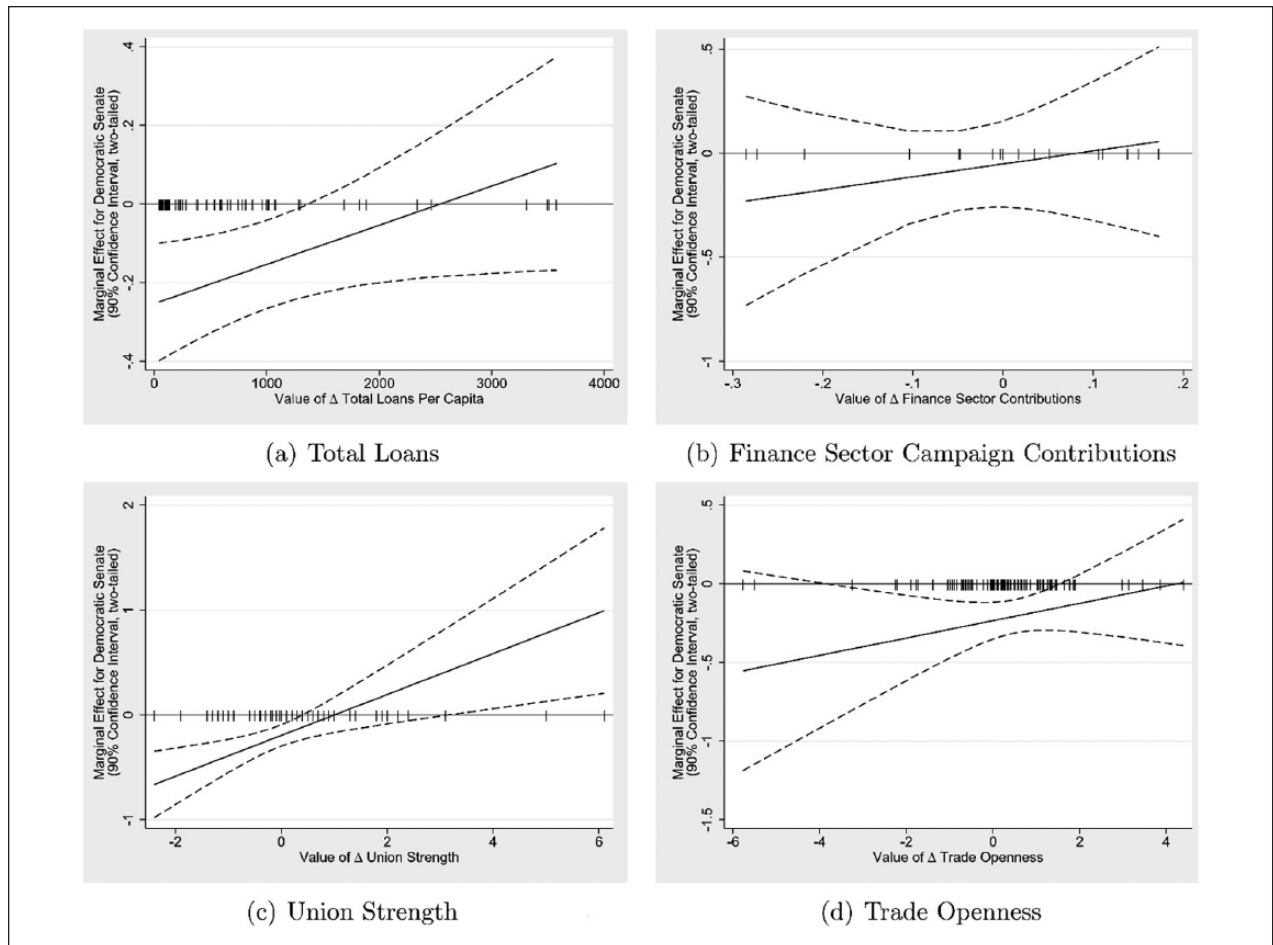 Marginal Effect for Democratic Senate
(90% Confidence Interval, two-tailed)
.4
.2
0
-.2
-.4
0 1000 2000 3000 4000
Value of Δ Total Loans Per Capita
(a) Total Loans
Marginal Effect for Democratic Senate
(90% Confidence Interval, two-tailed)
.5
0
-.5
-1
-.3 -.2 -.1 0 .1 .2
Value of Δ Finance Sector Contributions
(b) Finance Sector Campaign Contributions
Marginal Effect for Democratic Senate
(90% Confidence Interval, two-tailed)
2
1
0
-1
-2 0 2 4 6
Value of Δ Union Strength
(c) Union Strength
Marginal Effect for Democratic Senate
(90% Confidence Interval, two-tailed)
.5
0
-.5
-1
-1.5
-6 -4 -2 0 2 4
Value of Δ Trade Openness
(d) Trade Openness